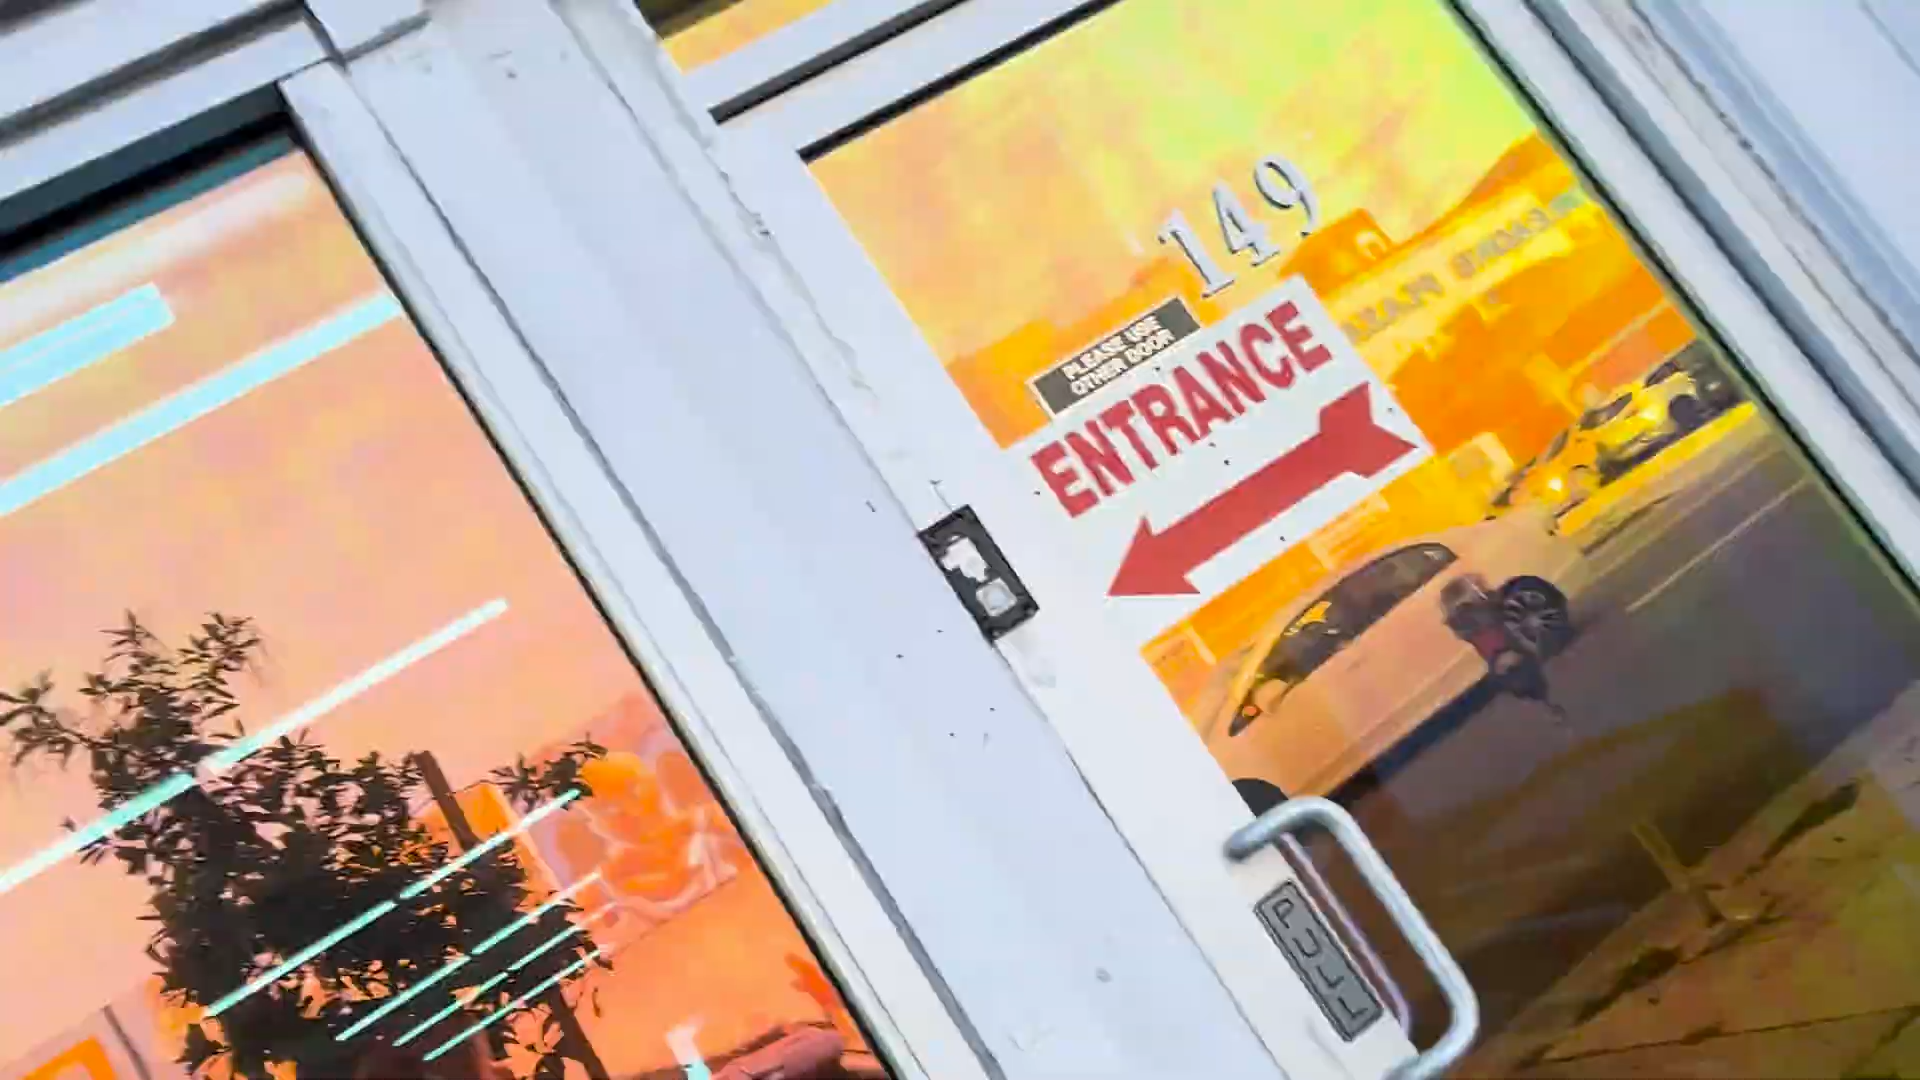 149
PLEASE USE
OTHER DOOR
ENTRANCE
PULL